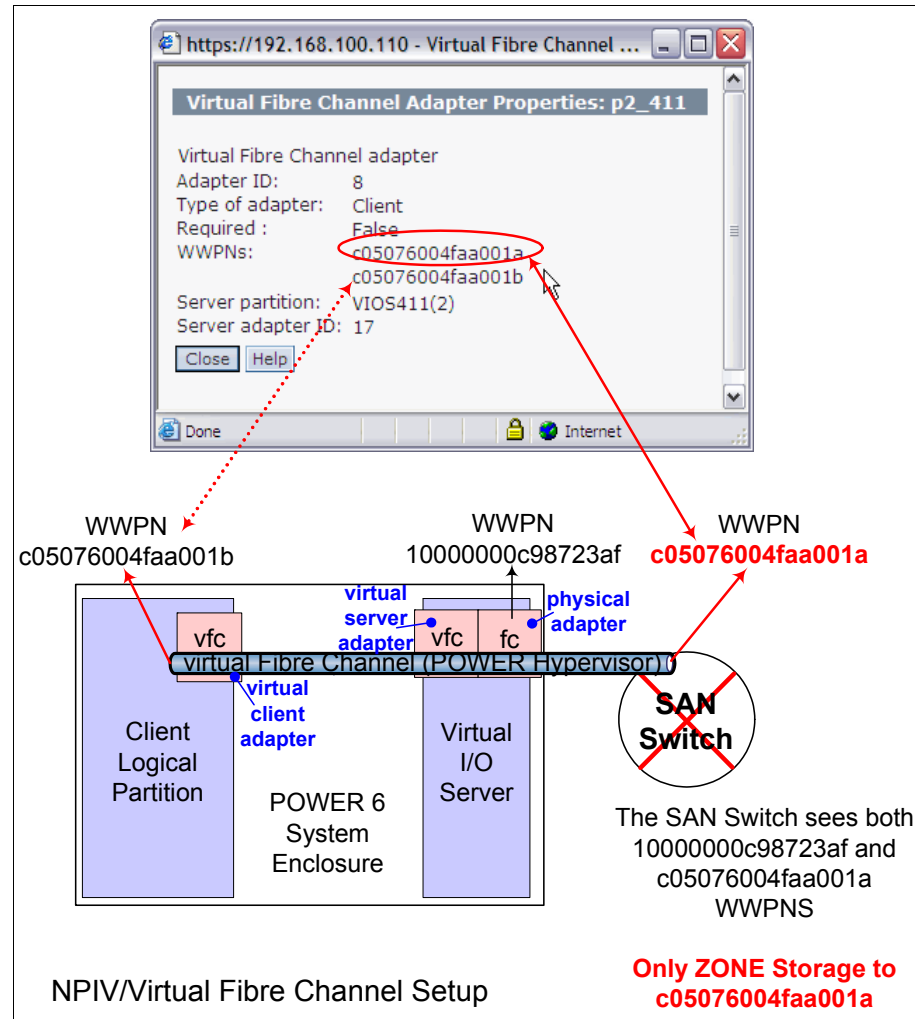 https://192.168.100.110 - Virtual Fibre Channel ...
Virtual Fibre Channel Adapter Properties: p2_411
Virtual Fibre Channel adapter
Adapter ID: 8
Type of adapter: Client
Required : False
WWPNs: c05076004faa001a
c05076004faa001b
Server partition: VIOS411(2)
Server adapter ID: 17
Close Help
Done Internet
WWPN
c05076004faa001b
WWPN
10000000c98723af
WWPN
c05076004faa001a
virtual
server
adapter
physical
adapter
vfc
vfc
fc
virtual Fibre Channel (POWER Hypervisor)
virtual
client
adapter
Client
Logical
Partition
POWER 6
System
Enclosure
Virtual
I/O
Server
SAN
Switch
The SAN Switch sees both
10000000c98723af and
c05076004faa001a
WWPNS
Only ZONE Storage to
c05076004faa001a
NPIV/Virtual Fibre Channel Setup